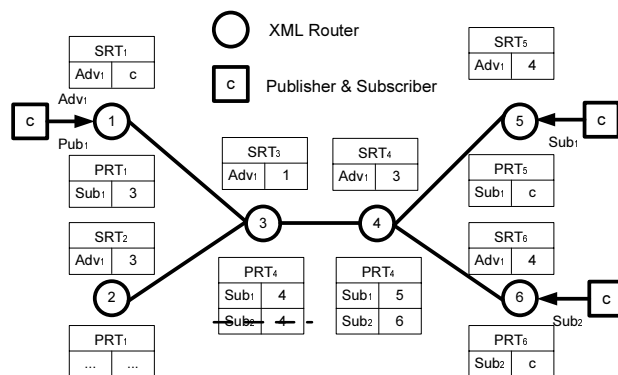 XML Router
Publisher & Subscriber
SRT1
Adv1 c
c
Adv1
Pub1
1
PRT1
Sub1 3
SRT2
Adv1 3
2
PRT1
... ...
SRT3
Adv1 1
3
PRT4
Sub1 4
Sub2 4
SRT4
Adv1 3
4
PRT4
Sub1 5
Sub2 6
SRT5
Adv1 4
5
c
Sub1
PRT5
Sub1 c
SRT6
Adv1 4
6
c
Sub2
PRT6
Sub2 c
c